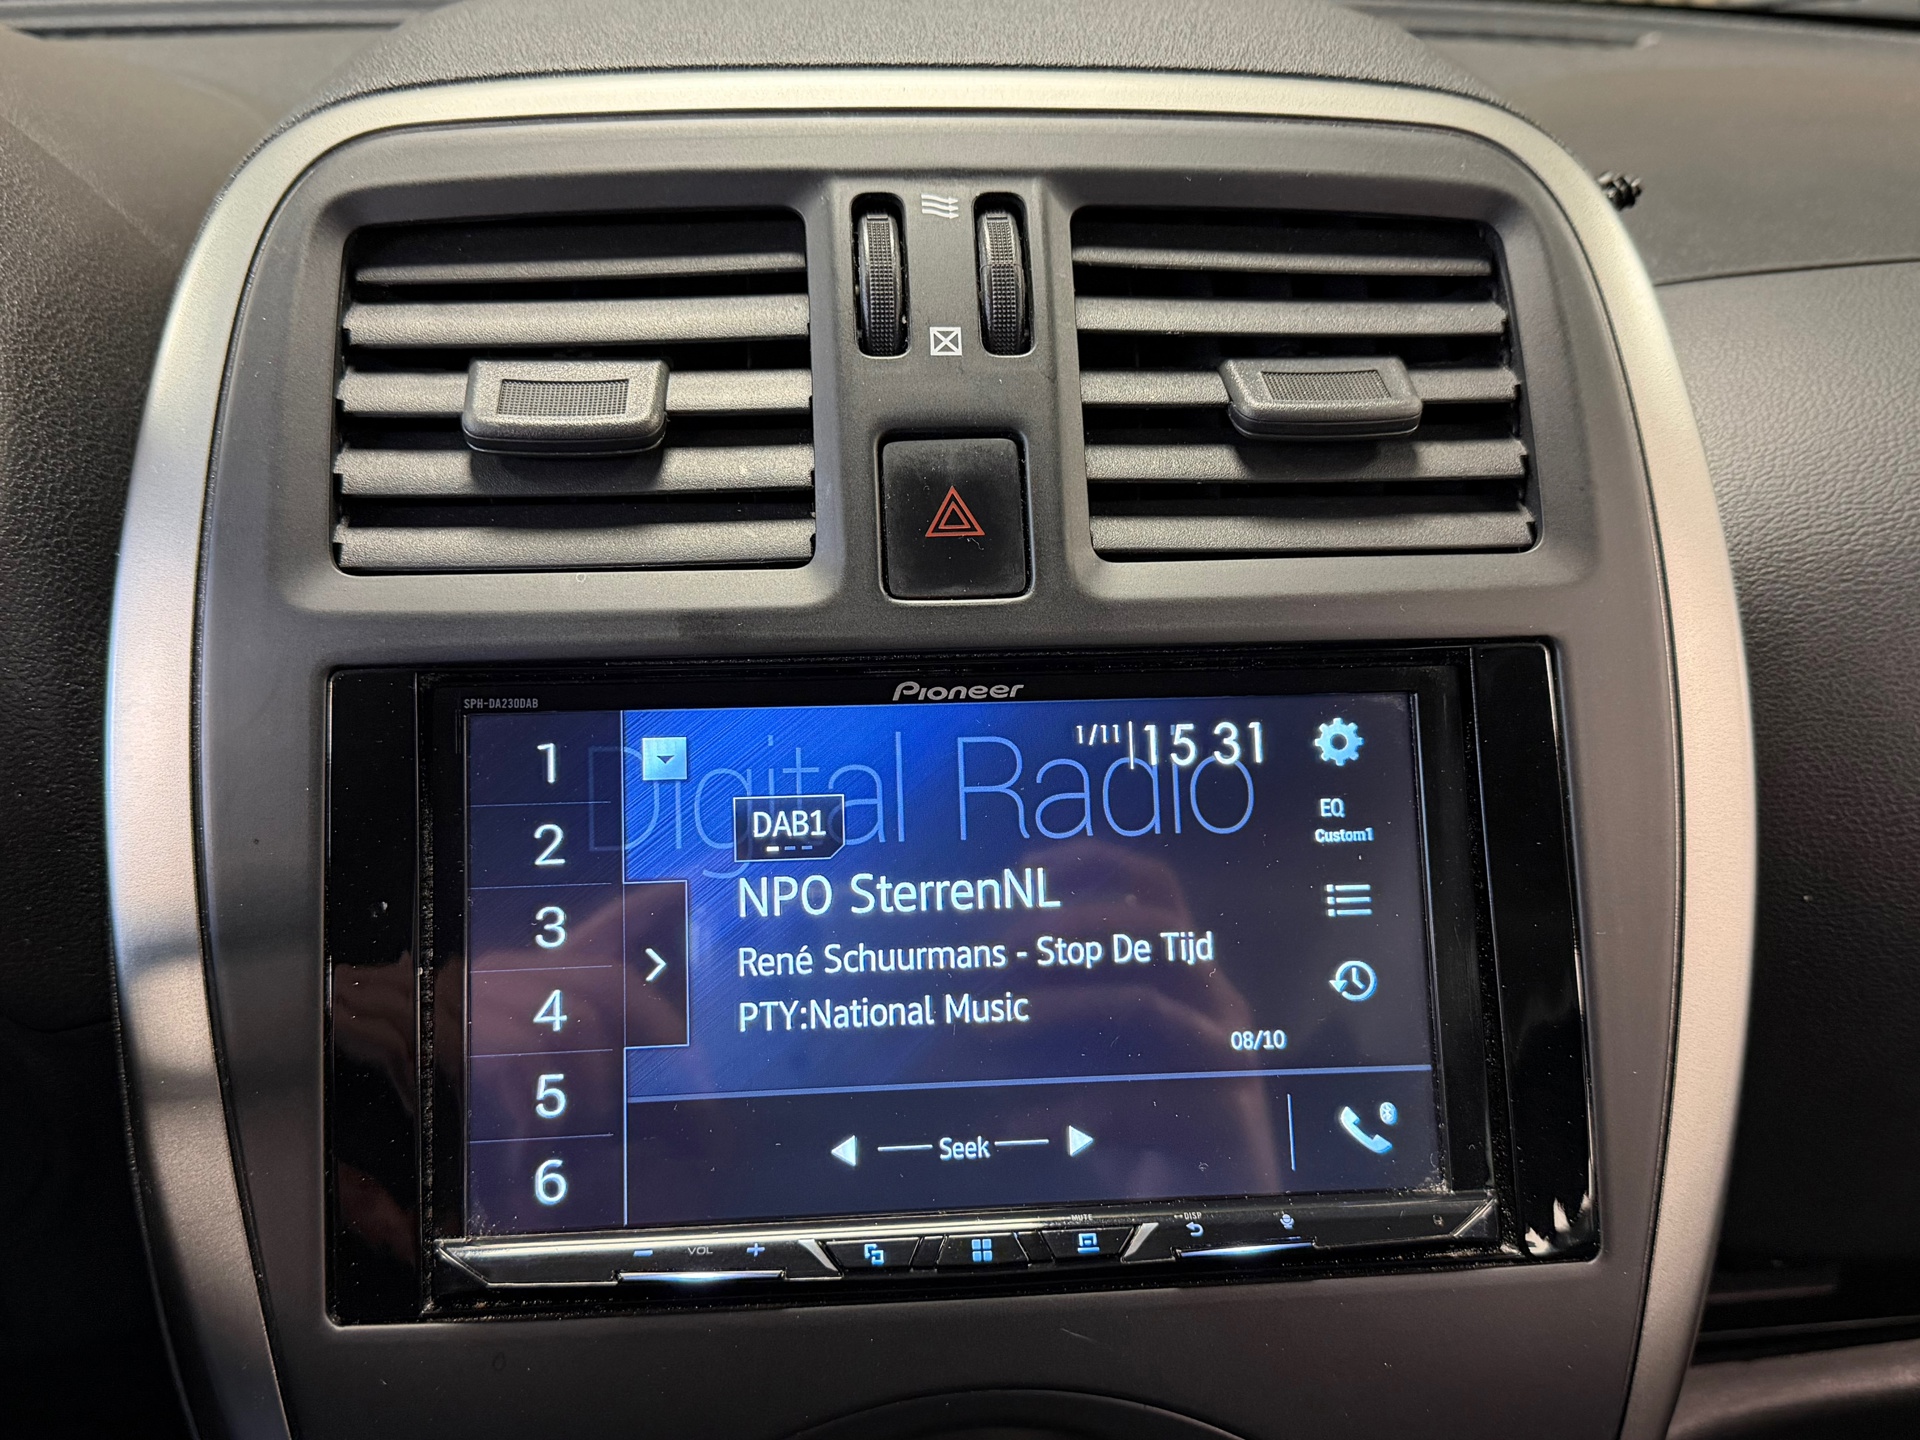 Pioneer
SPH-DA230DAB
1/11 15 31
Digital Radio
DAB1
EQ
Custom1
NPO SterrenNL
René Schuurmans - Stop De Tijd
PTY:National Music
08/10
Seek
1
2
3
4
5
6
VOL
MUTE
DISP